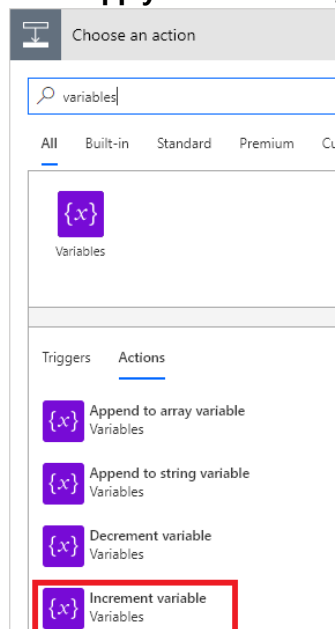 Choose an action
variables
All Built-in Standard Premium
{x}
Variables
Triggers Actions
{x} Append to array variable
Variables
{x} Append to string variable
Variables
{x} Decrement variable
Variables
{x} Increment variable
Variables